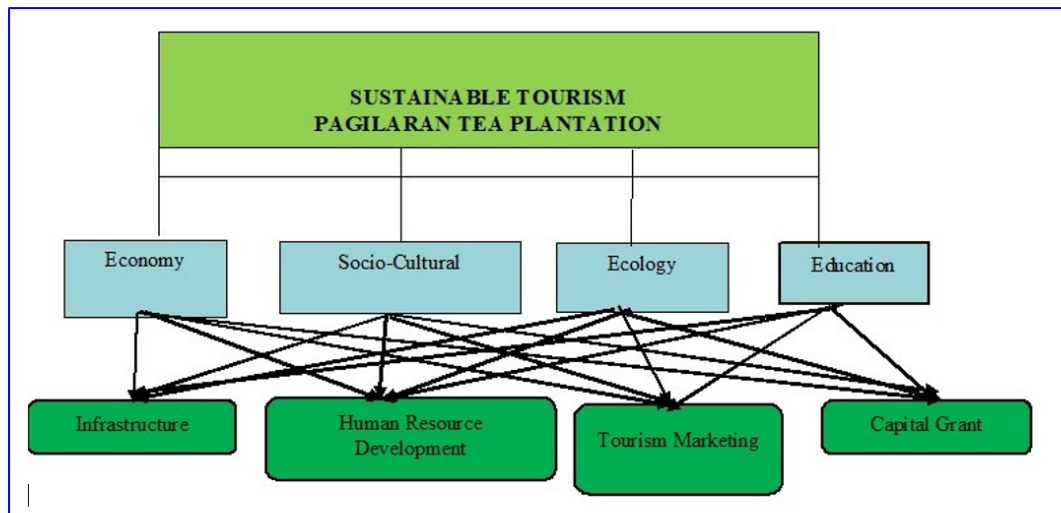 SUSTAINABLE TOURISM
PAGILARAN TEA PLANTATION
Economy
Socio-Cultural
Ecology
Education
Infrastructure
Human Resource
Development
Tourism Marketing
Capital Grant